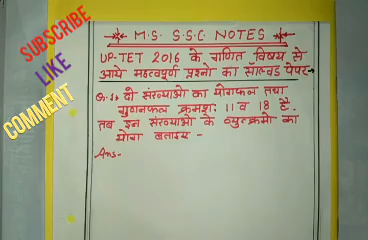 SUBSCRIBE
LIKE
COMMENT
M.S. S.S.C NOTES
UP-TET 2016 के गणित विषय से
आये महत्वपूर्ण प्रश्नो का सॉल्वड पेपर
Q.1. दो संख्याओ का योगफल तथा
गुणनफल क्रमश: 11 व 18 है.
तब इन संख्याओ के व्युत्क्रमो का
योग बताइए -
Ans-